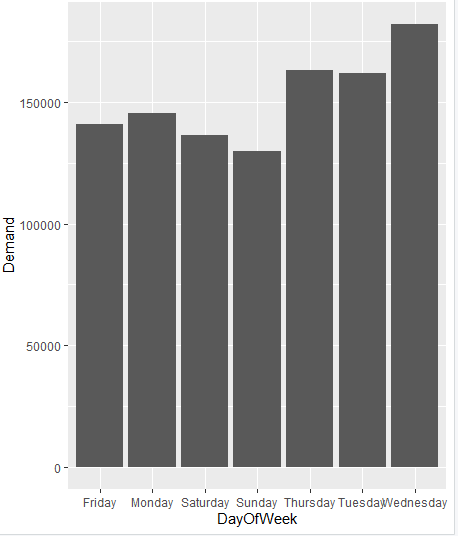 Demand
150000
100000
50000
0
Friday Monday Saturday Sunday Thursday Tuesday Wednesday
DayOfWeek